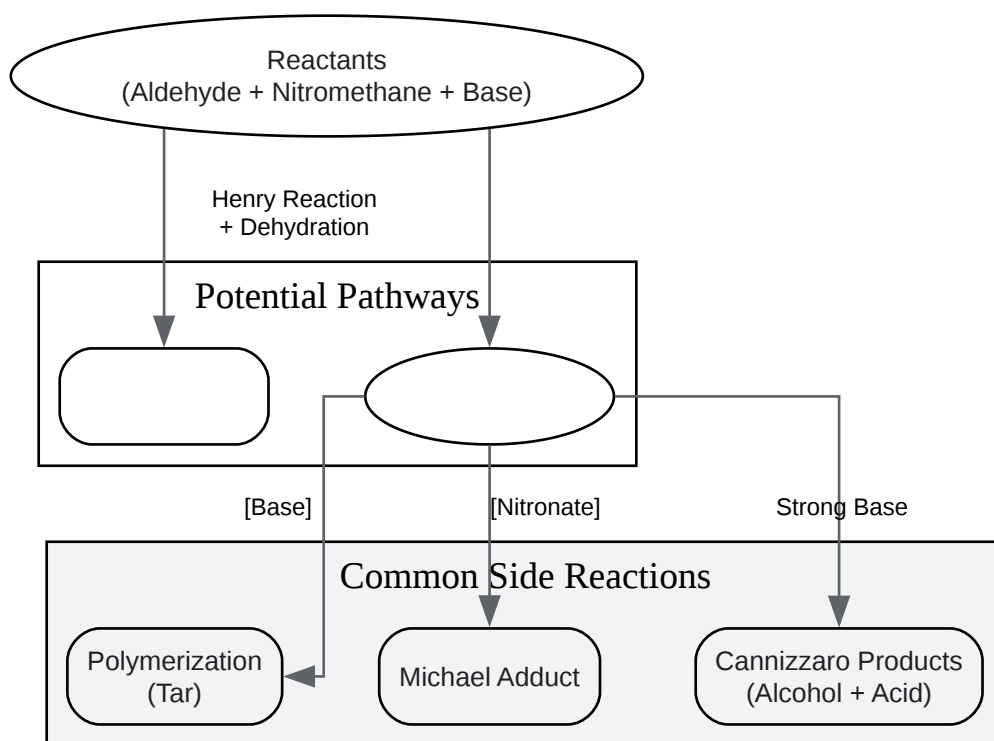 Reactants
(Aldehyde + Nitromethane + Base)
Henry Reaction
+ Dehydration
Potential Pathways
[Base]
[Nitronate]
Strong Base
Common Side Reactions
Polymerization
(Tar)
Michael Adduct
Cannizzaro Products
(Alcohol + Acid)